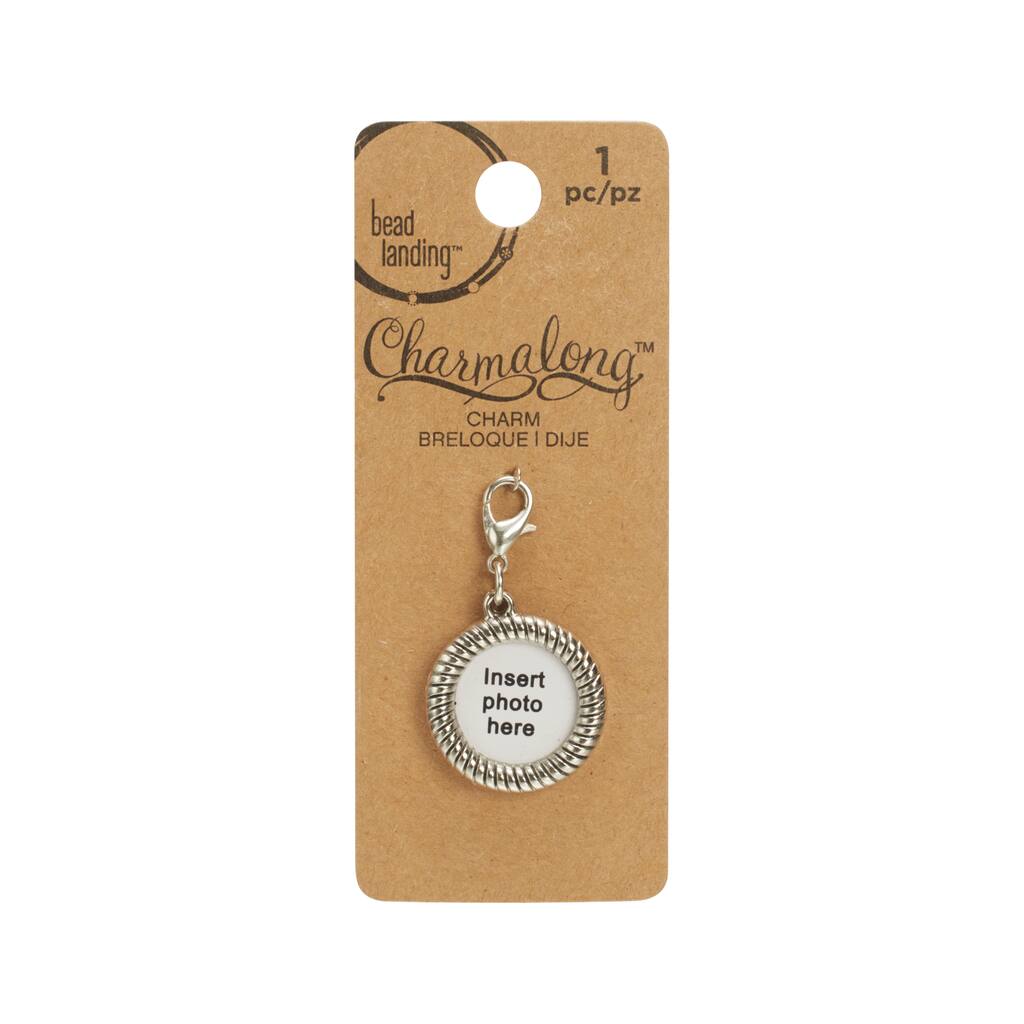 bead
landing™
1
pc/pz
Charmalong™
CHARM
BRELOQUE | DIJE
Insert
photo
here